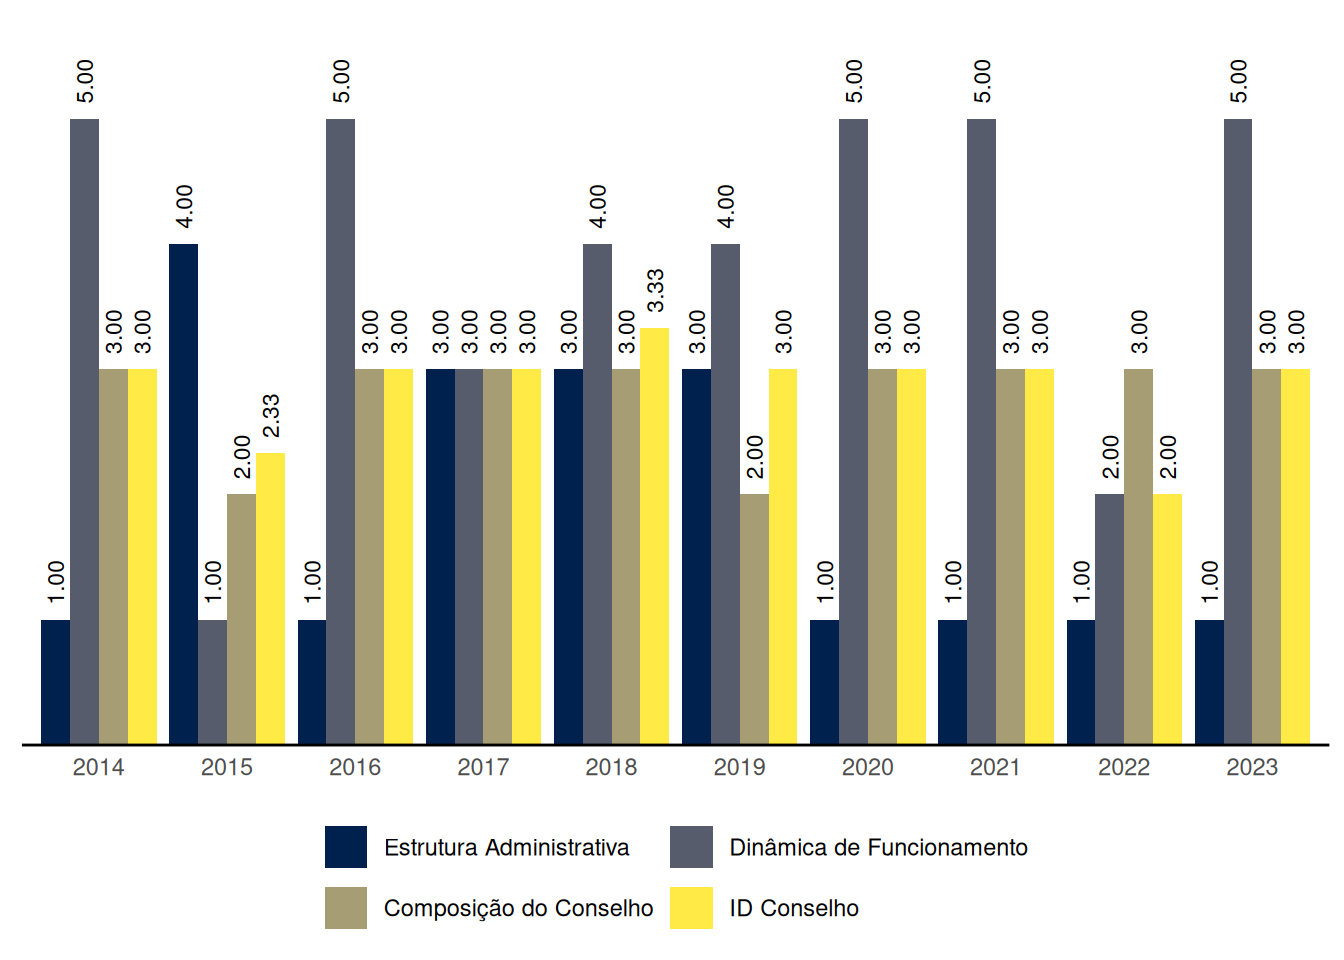 5.00 5.00 5.00 5.00 5.00
4.00 4.00 4.00
3.33
3.00 3.00 3.00 3.00 3.00 3.00 3.00 3.00 3.00 3.00 3.00 3.00 3.00 3.00 3.00 3.00 3.00 3.00 3.00
2.33
2.00 2.00 2.00 2.00
1.00 1.00 1.00 1.00 1.00 1.00 1.00
2014 2015 2016 2017 2018 2019 2020 2021 2022 2023
Estrutura Administrativa Dinâmica de Funcionamento
Composição do Conselho ID Conselho